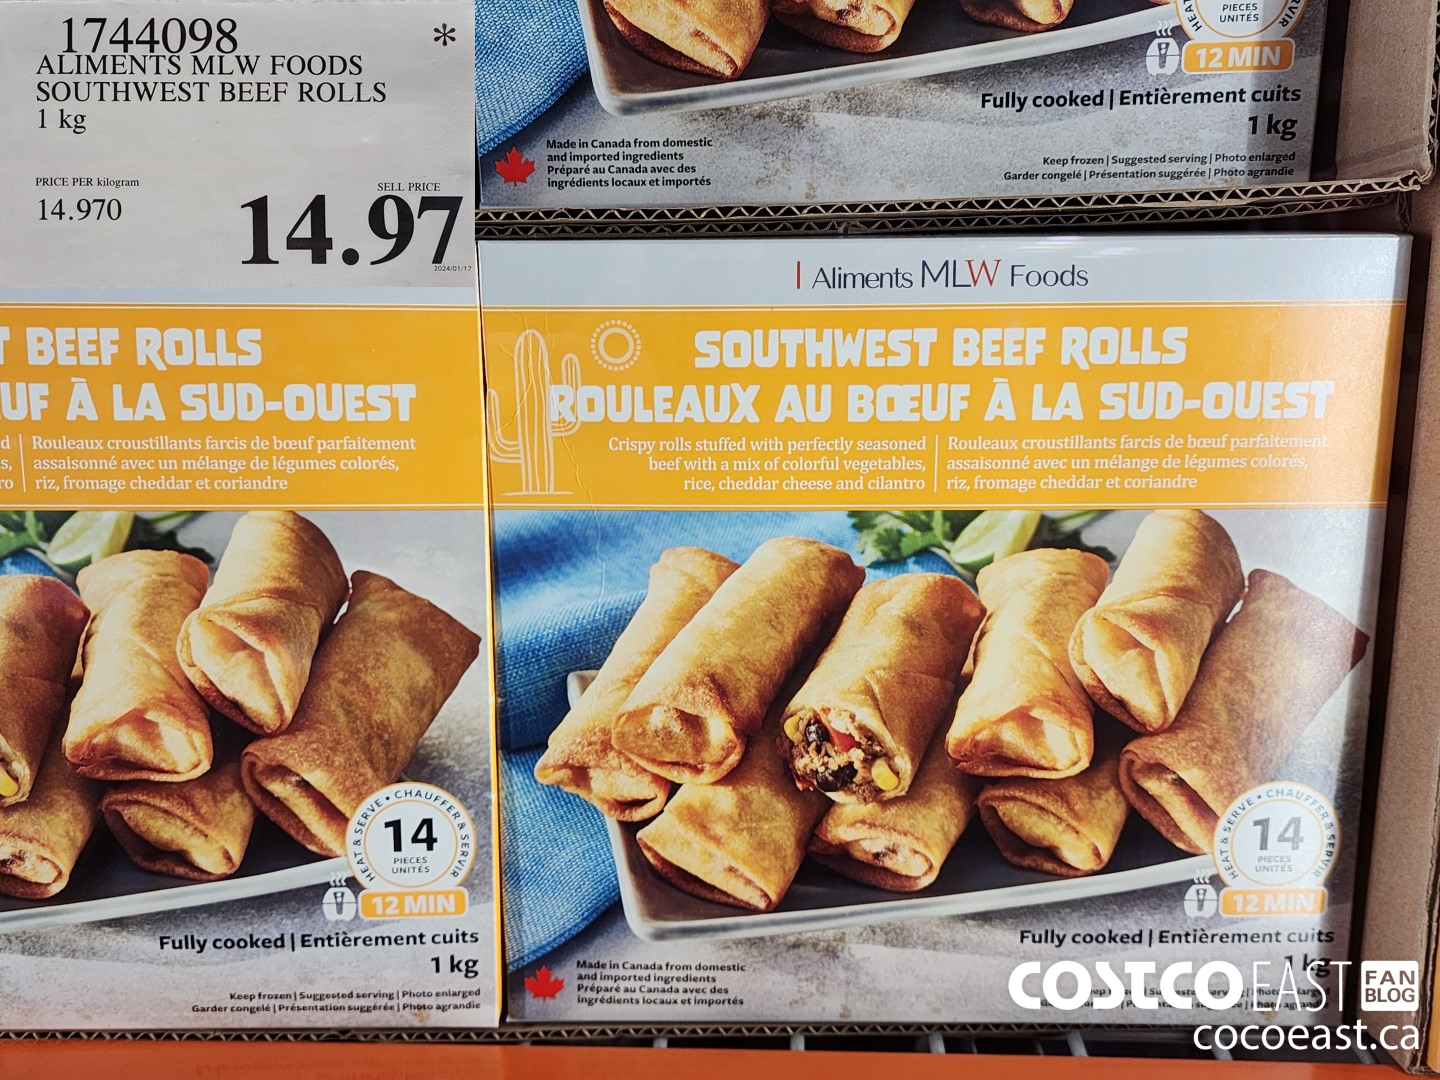 1744098 *
ALIMENTS MLW FOODS
SOUTHWEST BEEF ROLLS
1 kg
PRICE PER kilogram
14.970
SELL PRICE
14.97
2024/01/17
PIECES
UNITÉS
12 MIN
Fully cooked | Entièrement cuits
1 kg
Made in Canada from domestic
and imported ingredients
Préparé au Canada avec des
ingrédients locaux et importés
Keep frozen | Suggested serving | Photo enlarged
Garder congelé | Présentation suggérée | Photo agrandie
T BEEF ROLLS
UF À LA SUD-OUEST
Rouleaux croustillants farcis de bœuf parfaitement
assaisonné avec un mélange de légumes colorés,
riz, fromage cheddar et coriandre
HEAT & SERVE • CHAUFFER & SERVIR
14
PIECES
UNITÉS
12 MIN
Fully cooked | Entièrement cuits
1 kg
Keep frozen | Suggested serving | Photo enlarged
Garder congelé | Présentation suggérée | Photo agrandie
Aliments MLW Foods
SOUTHWEST BEEF ROLLS
ROULEAUX AU BŒUF À LA SUD-OUEST
Crispy rolls stuffed with perfectly seasoned
beef with a mix of colorful vegetables,
rice, cheddar cheese and cilantro
Rouleaux croustillants farcis de bœuf parfaitement
assaisonné avec un mélange de légumes colorés,
riz, fromage cheddar et coriandre
HEAT & SERVE • CHAUFFER & SERVIR
14
PIECES
UNITÉS
12 MIN
Fully cooked | Entièrement cuits
1 kg
Made in Canada from domestic
and imported ingredients
Préparé au Canada avec des
ingrédients locaux et importés
COSTCO EAST FAN BLOG
cocoeast.ca